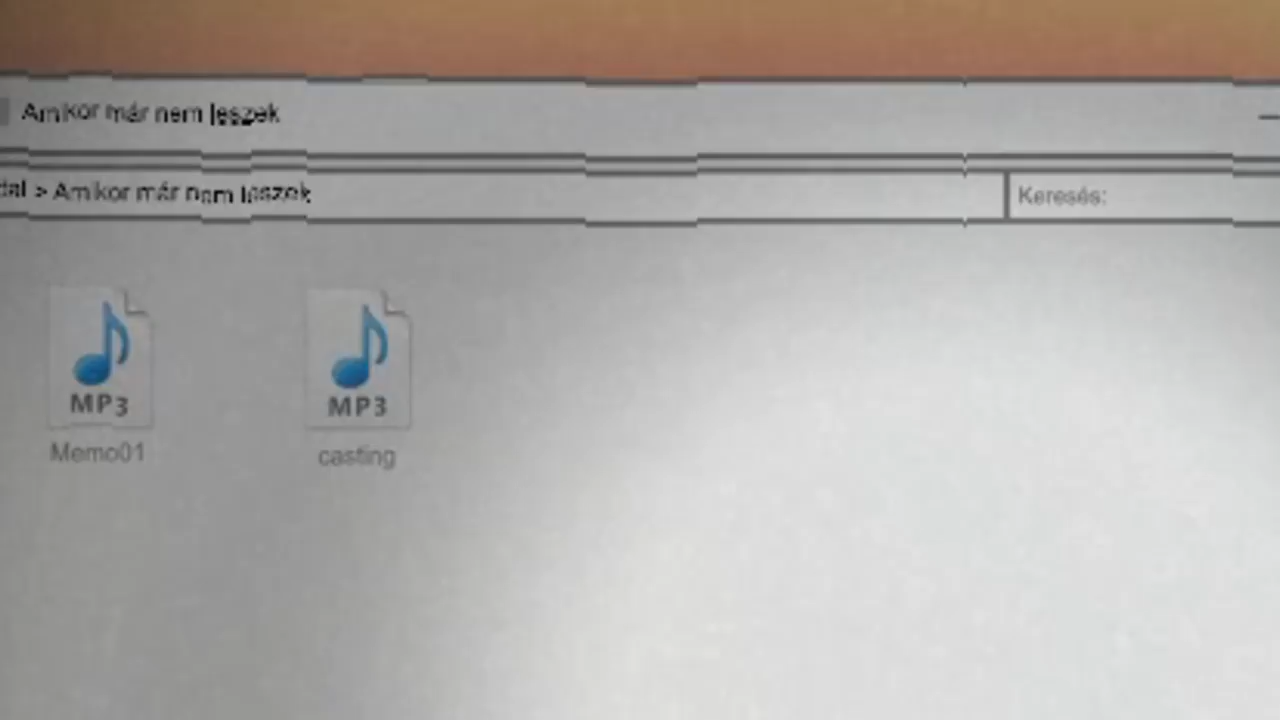 Amikor már nem leszek
dal > Amikor már nem leszek
Keresés:
MP3
MP3
Memo01
casting